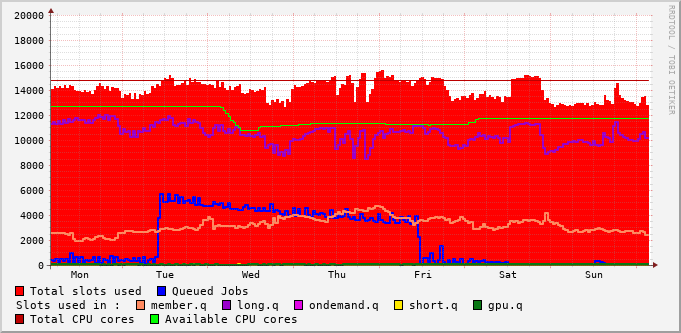 20000
18000
16000
14000
12000
10000
8000
6000
4000
2000
0
Mon Tue Wed Thu Fri Sat Sun
RRDTOOL / TOBI OETIKER
Total slots used Queued Jobs
Slots used in : member.q long.q ondemand.q short.q gpu.q
Total CPU cores Available CPU cores